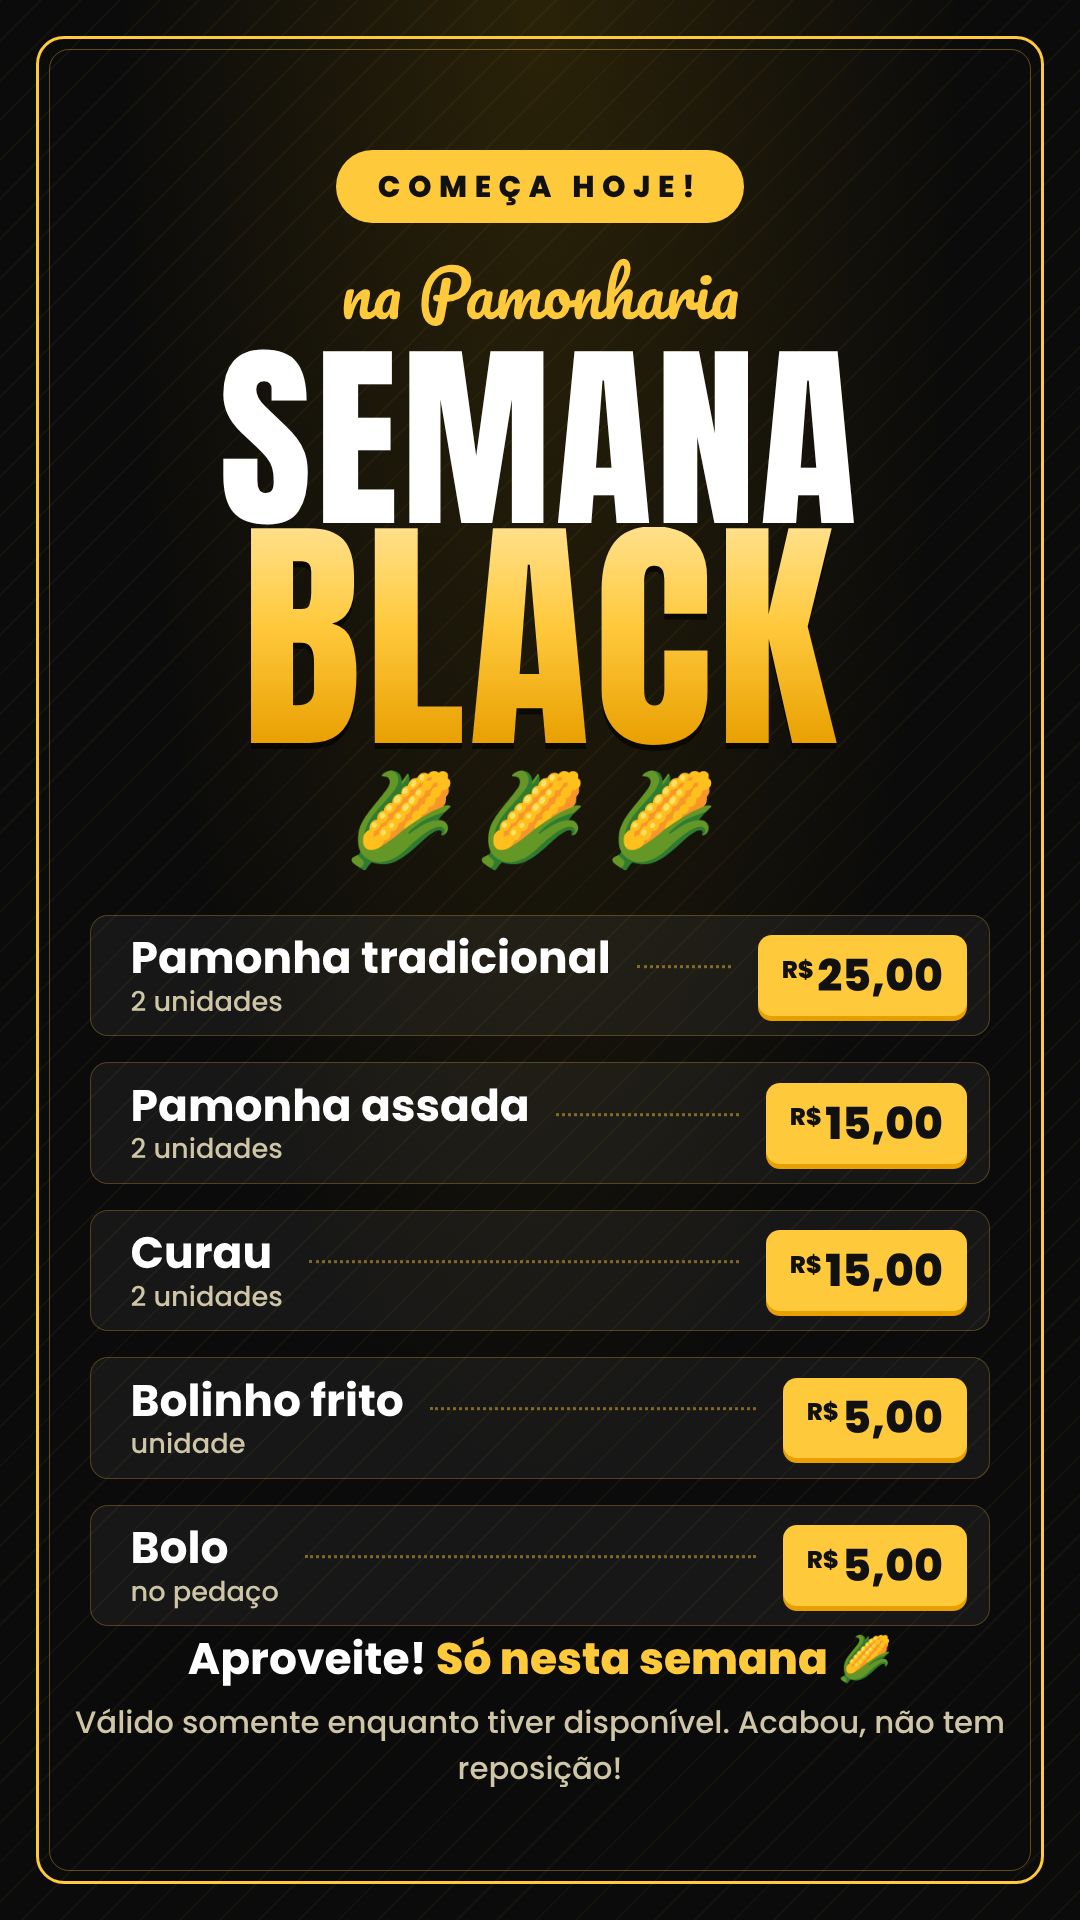 COMEÇA HOJE!
na Pamonharia
SEMANA
BLACK
Pamonha tradicional
2 unidades
R$ 25,00
Pamonha assada
2 unidades
R$ 15,00
Curau
2 unidades
R$ 15,00
Bolinho frito
unidade
R$ 5,00
Bolo
no pedaço
R$ 5,00
Aproveite! Só nesta semana 🌽
Válido somente enquanto tiver disponível. Acabou, não tem
reposição!